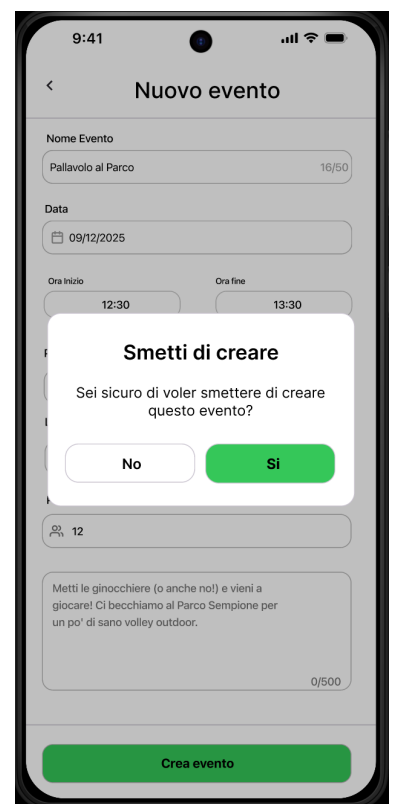 9:41
Nuovo evento
Nome Evento
Pallavolo al Parco 16/50
Data
09/12/2025
Ora Inizio Ora fine
12:30 13:30
Smetti di creare
Sei sicuro di voler smettere di creare
questo evento?
No Si
12
Metti le ginocchiere (o anche no!) e vieni a
giocare! Ci becchiamo al Parco Sempione per
un po' di sano volley outdoor.
0/500
Crea evento